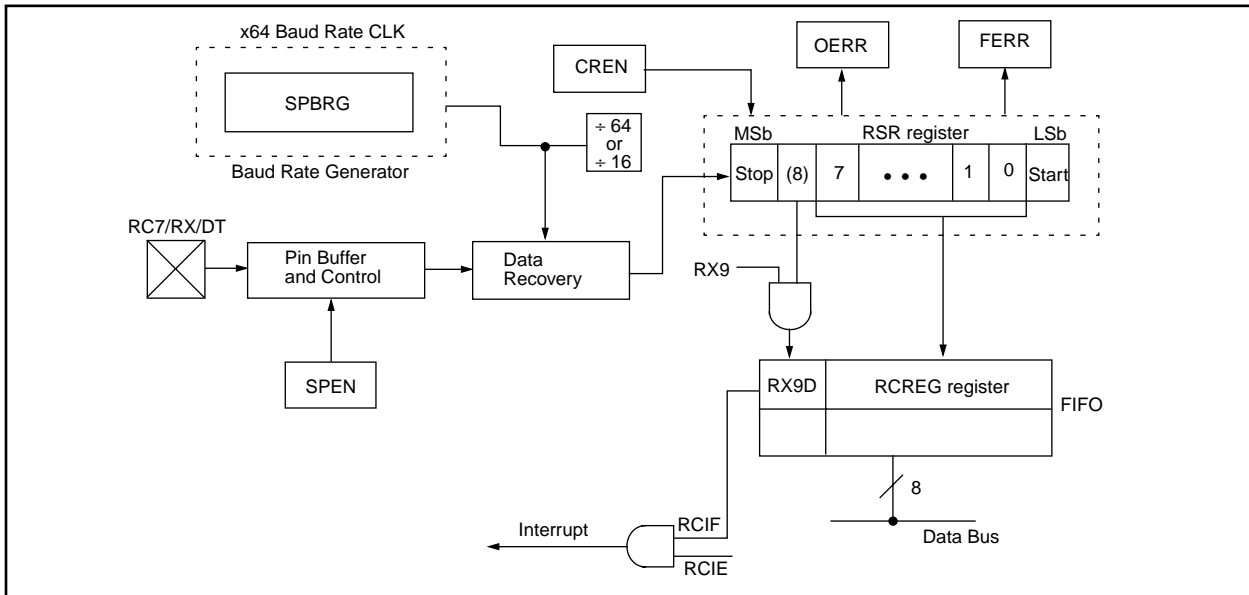 x64 Baud Rate CLK
SPBRG
Baud Rate Generator
CREN
OERR
FERR
÷ 64
or
÷ 16
MSb
RSR register
LSb
Stop
(8)
7
• • •
1
0
Start
RC7/RX/DT
Pin Buffer
and Control
Data
Recovery
RX9
SPEN
RX9D
RCREG register
FIFO
8
Data Bus
Interrupt
RCIF
RCIE